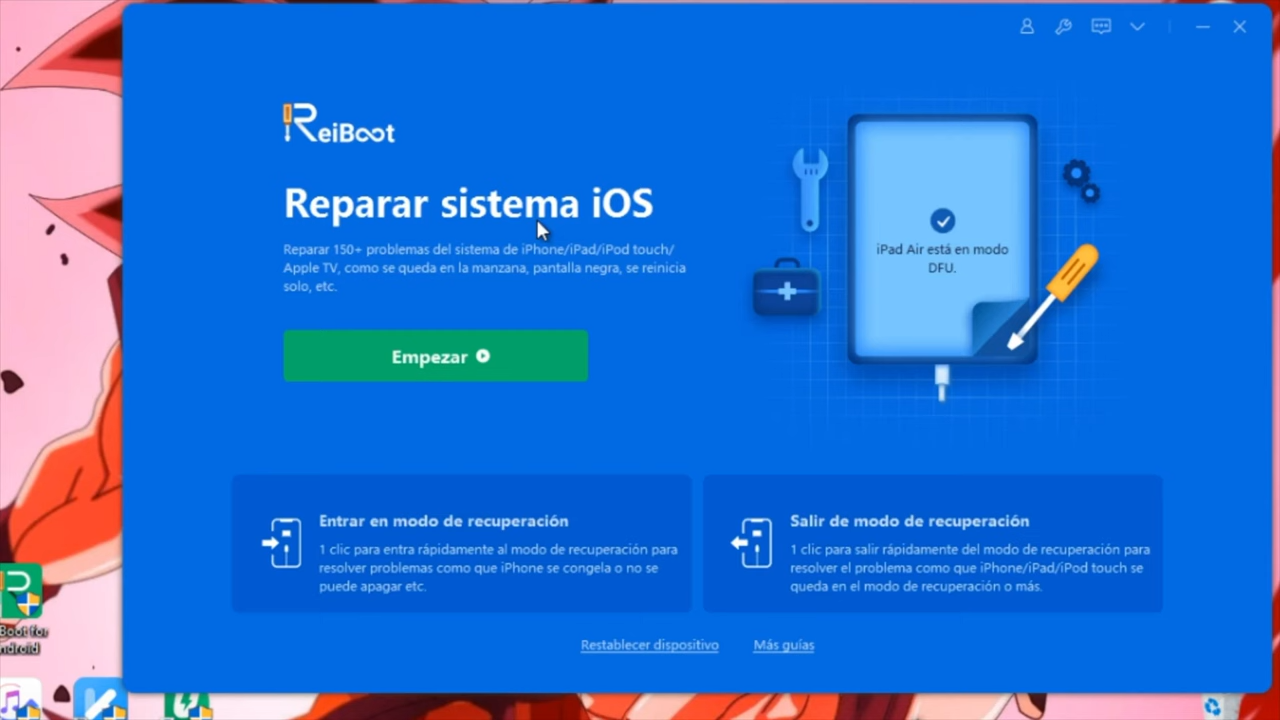 ReiBoot
Reparar sistema iOS
Reparar 150+ problemas del sistema de iPhone/iPad/iPod touch/
Apple TV, como se queda en la manzana, pantalla negra, se reinicia
solo, etc.
Empezar
iPad Air está en modo
DFU.
Entrar en modo de recuperación
1 clic para entra rápidamente al modo de recuperación para
resolver problemas como que iPhone se congela o no se
puede apagar etc.
Salir de modo de recuperación
1 clic para salir rápidamente del modo de recuperación para
resolver el problema como que iPhone/iPad/iPod touch se
queda en el modo de recuperación o más.
Restablecer dispositivo
Más guías
Boot for
ndroid